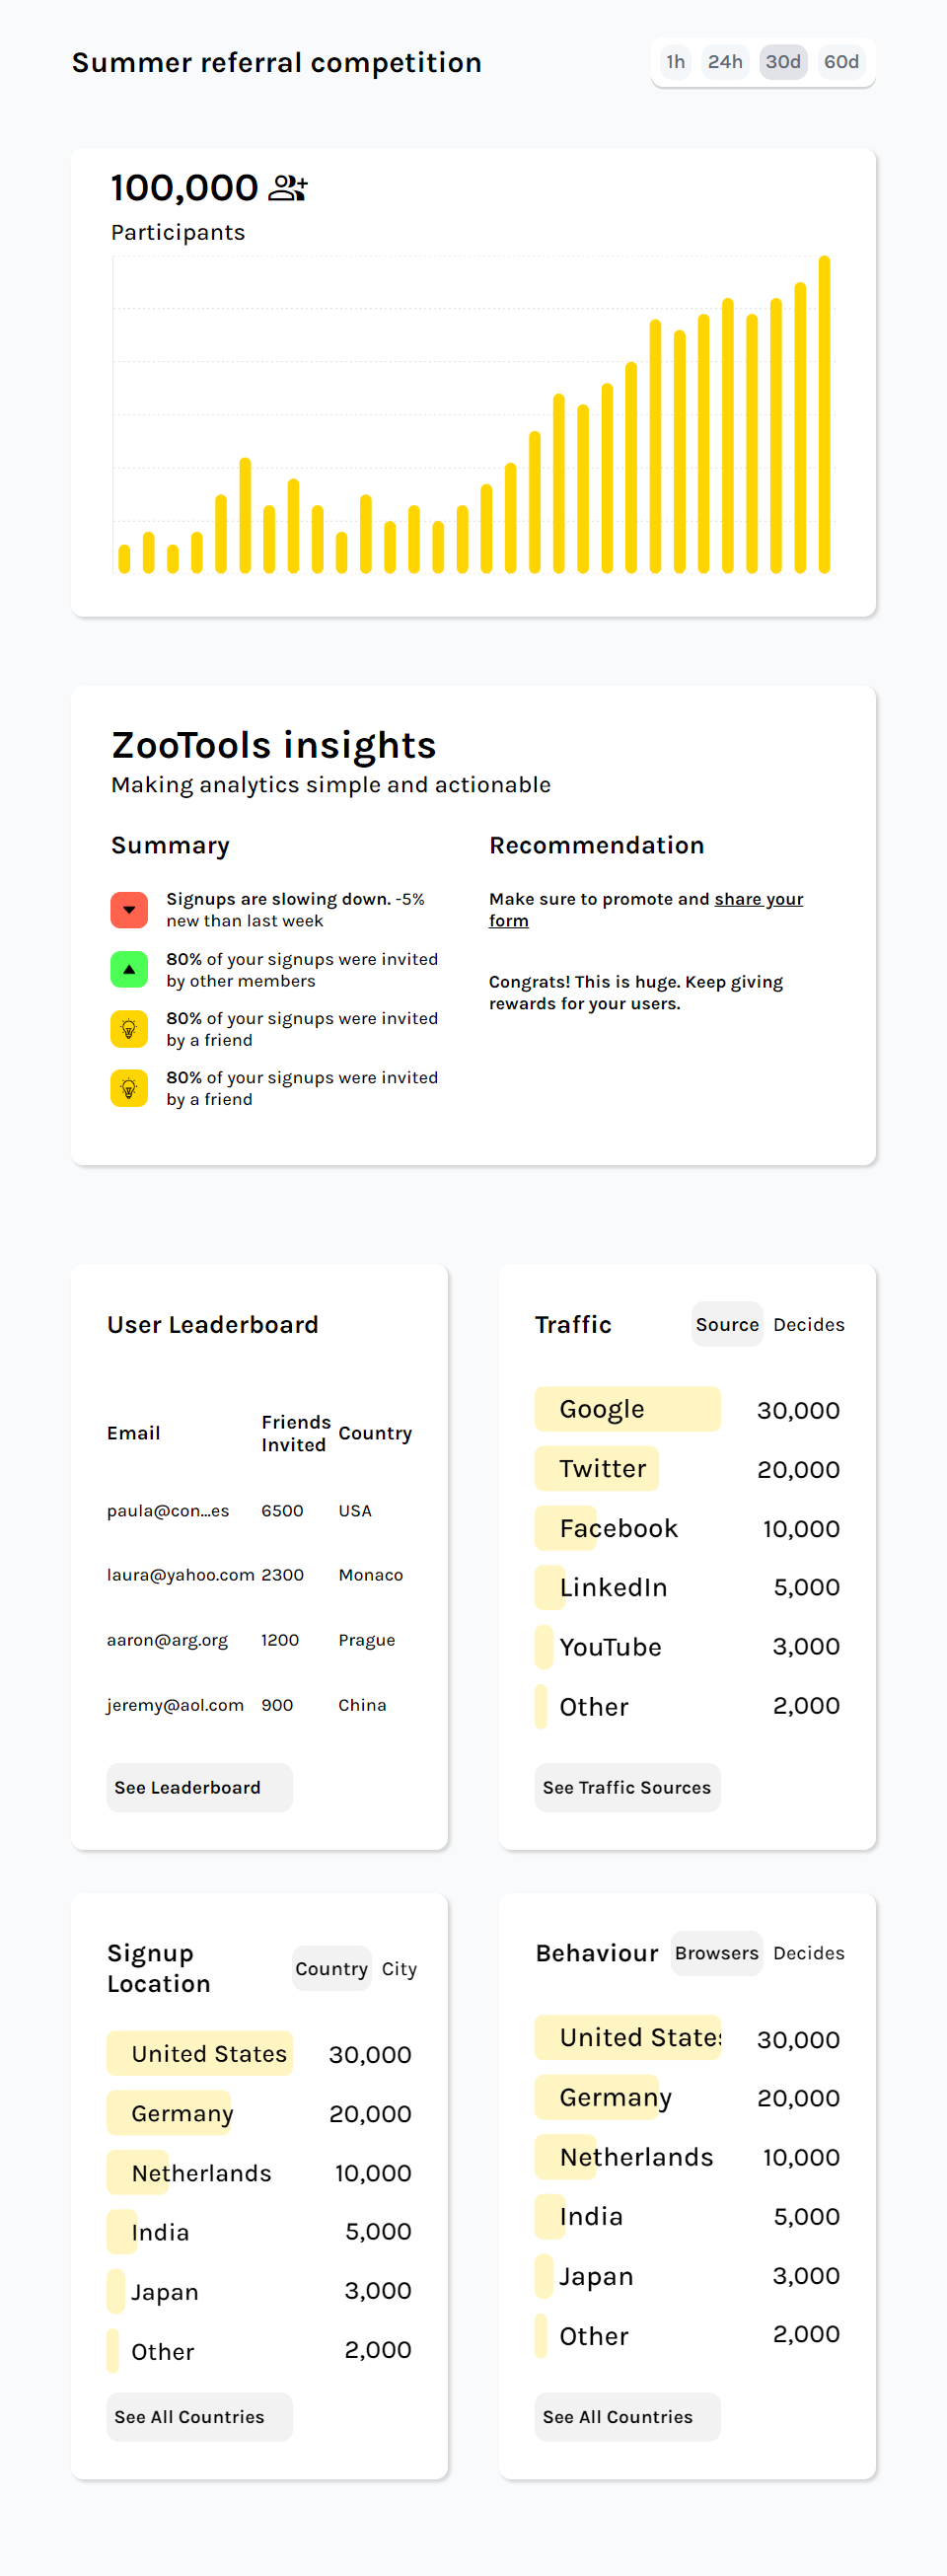 Summer referral competition
1h 24h 30d 60d
100,000
Participants
ZooTools insights
Making analytics simple and actionable
Summary
Signups are slowing down. -5%
new than last week
80% of your signups were invited
by other members
80% of your signups were invited
by a friend
80% of your signups were invited
by a friend
Recommendation
Make sure to promote and share your
form
Congrats! This is huge. Keep giving
rewards for your users.
User Leaderboard
Email Friends Invited Country
paula@con...es 6500 USA
laura@yahoo.com 2300 Monaco
aaron@arg.org 1200 Prague
jeremy@aol.com 900 China
See Leaderboard
Traffic Source Decides
Google 30,000
Twitter 20,000
Facebook 10,000
LinkedIn 5,000
YouTube 3,000
Other 2,000
See Traffic Sources
Signup
Location
Country City
United States 30,000
Germany 20,000
Netherlands 10,000
India 5,000
Japan 3,000
Other 2,000
See All Countries
Behaviour Browsers Decides
United States 30,000
Germany 20,000
Netherlands 10,000
India 5,000
Japan 3,000
Other 2,000
See All Countries